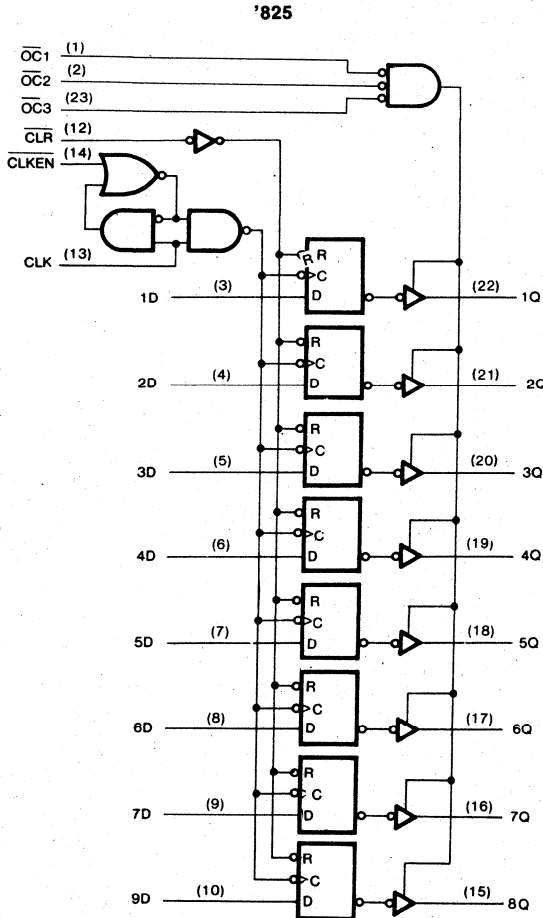 '825
OC1 (1)
OC2 (2)
OC3 (23)
CLR (12)
CLKEN (14)
CLK (13)
R
R
C
1D (3) D (22) 1Q
R
C
2D (4) D (21) 2Q
R
C
3D (5) D (20) 3Q
R
C
4D (6) D (19) 4Q
R
C
5D (7) D (18) 5Q
R
C
6D (8) D (17) 6Q
R
C
7D (9) D (16) 7Q
R
C
9D (10) D (15) 8Q